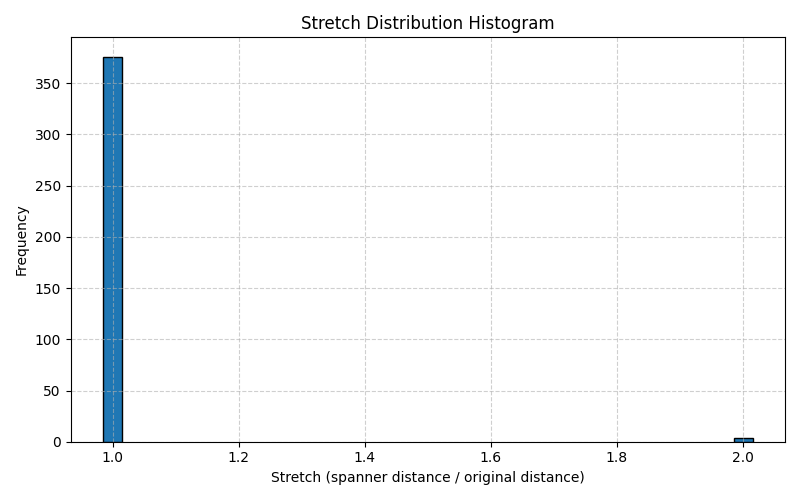 Stretch Distribution Histogram
Frequency
350
300
250
200
150
100
50
0
1.0 1.2 1.4 1.6 1.8 2.0
Stretch (spanner distance / original distance)